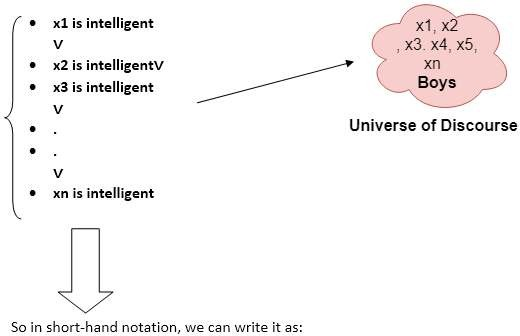 • x1 is intelligent
V
• x2 is intelligentV
• x3 is intelligent
V
• .
• .
V
• xn is intelligent
x1, x2
, x3. x4, x5,
xn
Boys
Universe of Discourse
So in short-hand notation, we can write it as: